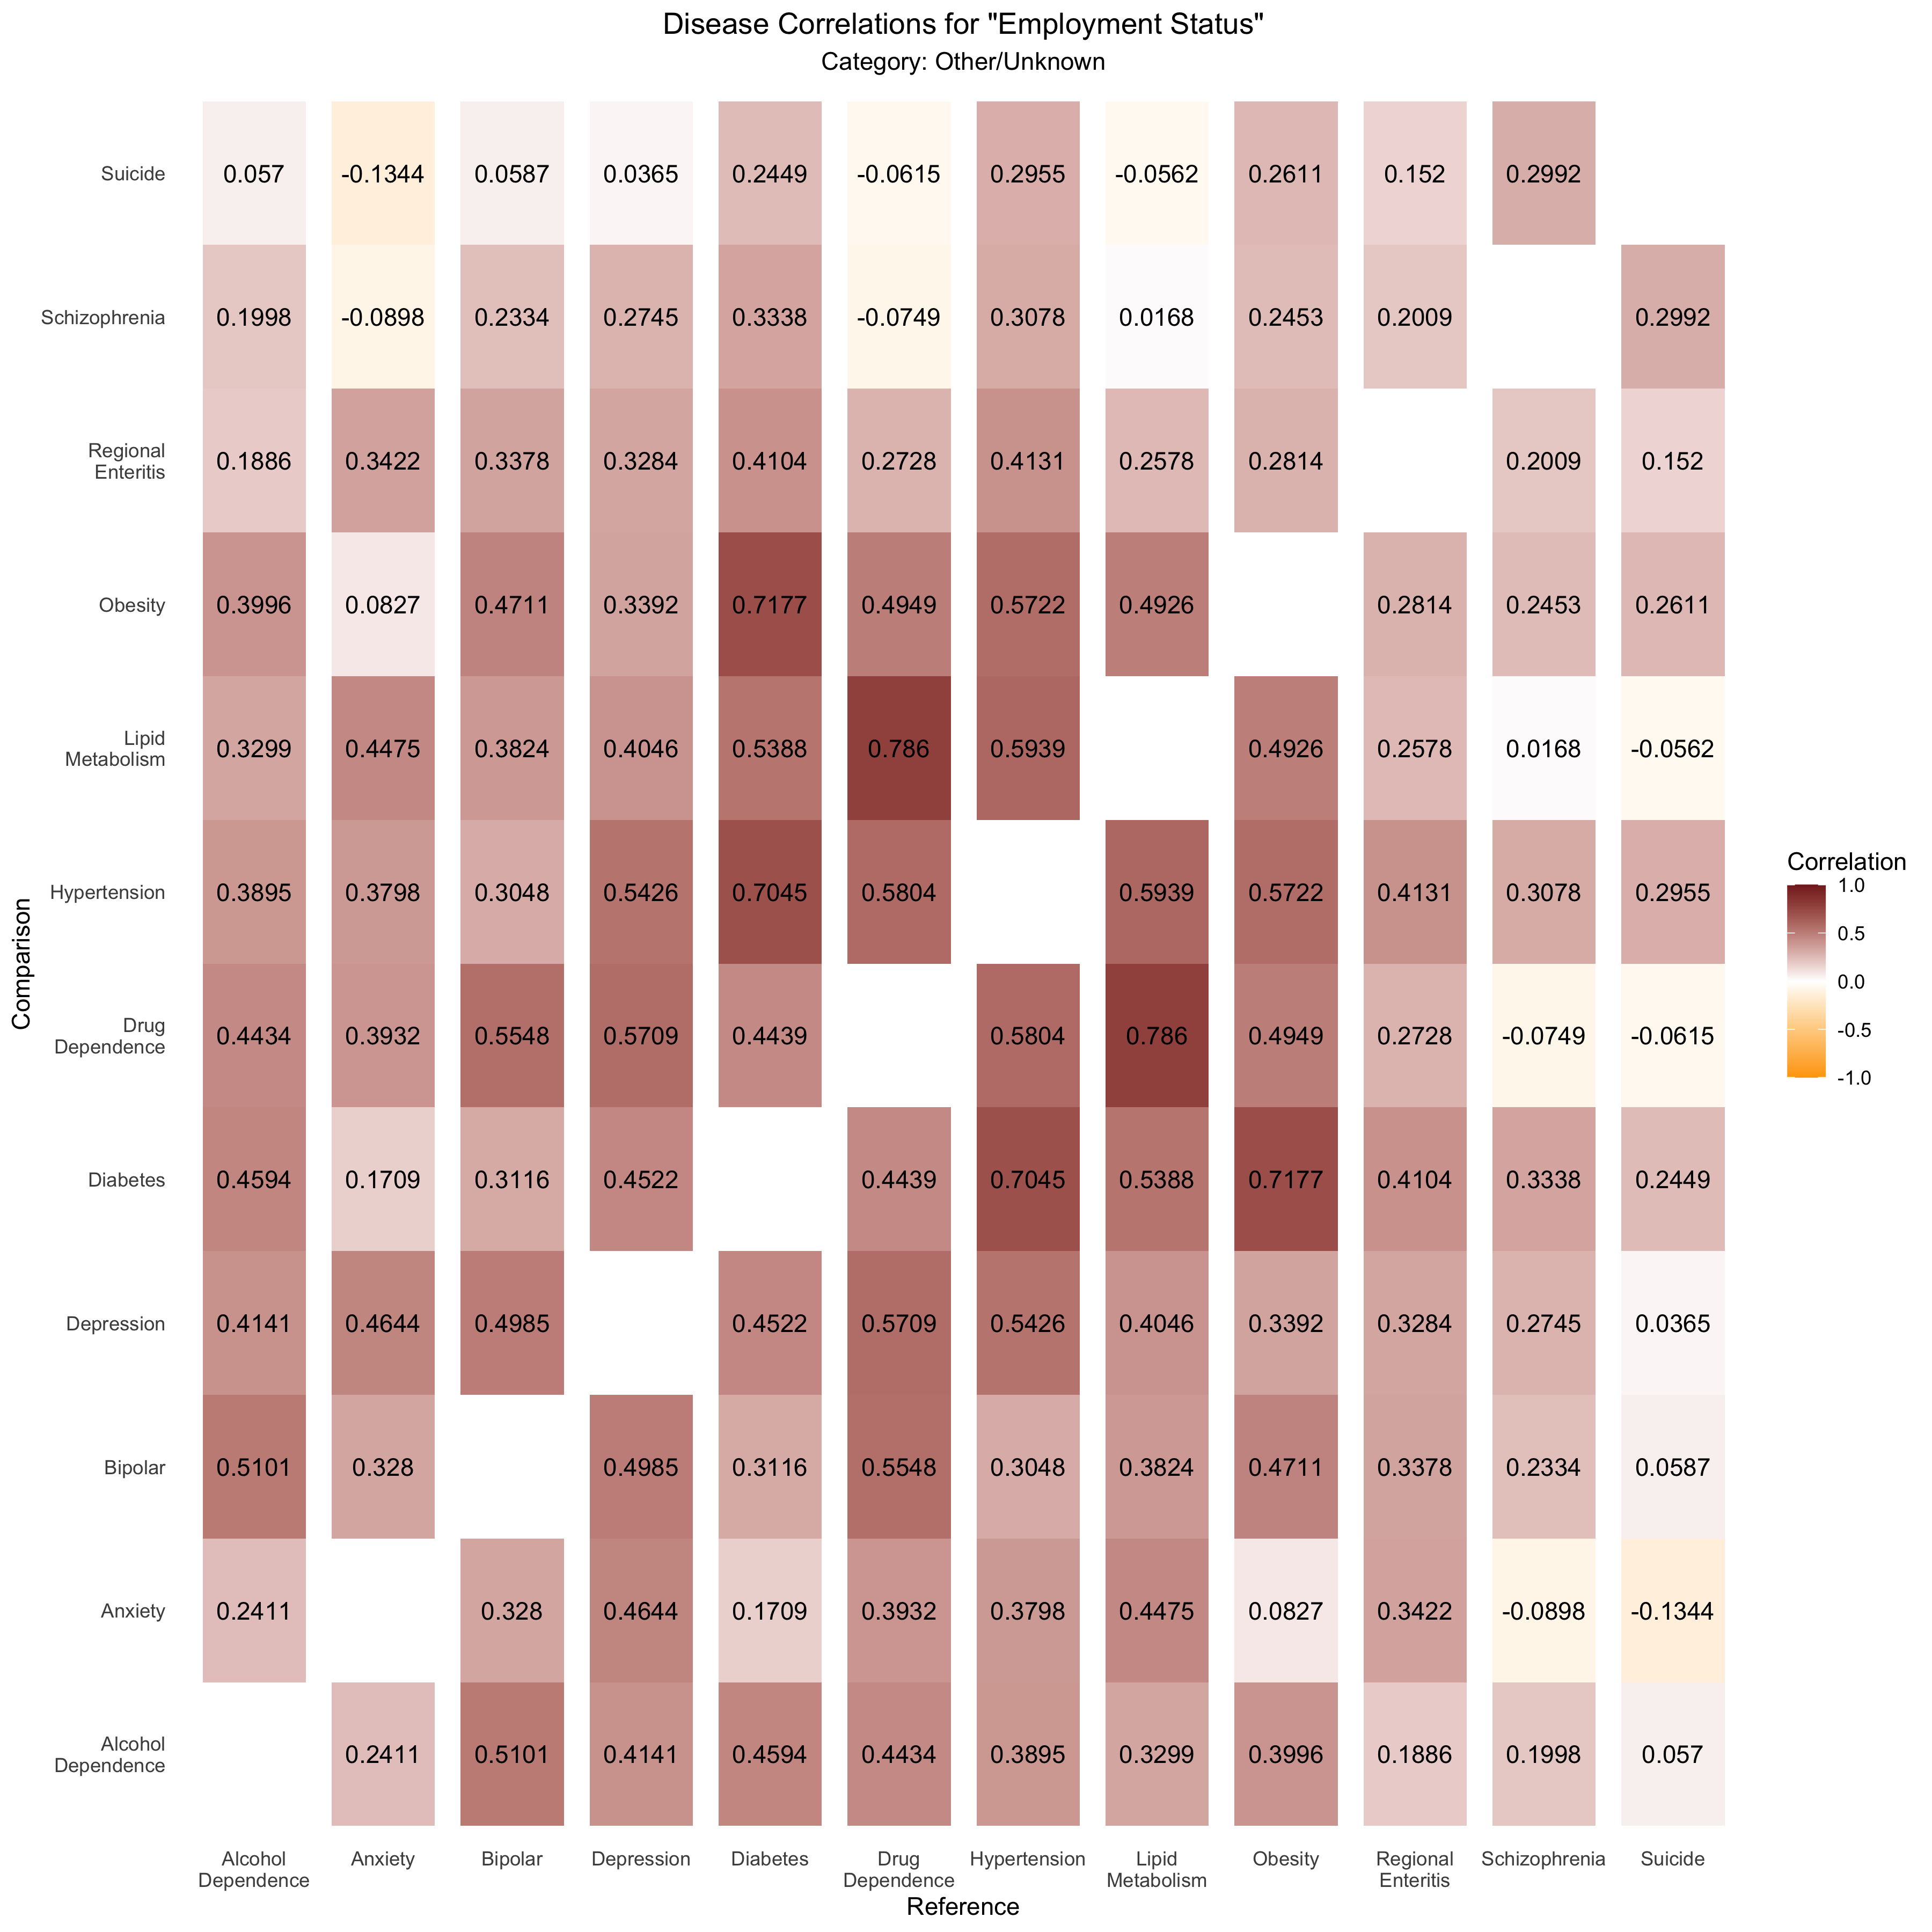 Disease Correlations for "Employment Status"
Category: Other/Unknown
Suicide 0.057 -0.1344 0.0587 0.0365 0.2449 -0.0615 0.2955 -0.0562 0.2611 0.152 0.2992
Schizophrenia 0.1998 -0.0898 0.2334 0.2745 0.3338 -0.0749 0.3078 0.0168 0.2453 0.2009 0.2992
Regional
Enteritis 0.1886 0.3422 0.3378 0.3284 0.4104 0.2728 0.4131 0.2578 0.2814 0.2009 0.152
Obesity 0.3996 0.0827 0.4711 0.3392 0.7177 0.4949 0.5722 0.4926 0.2814 0.2453 0.2611
Lipid
Metabolism 0.3299 0.4475 0.3824 0.4046 0.5388 0.786 0.5939 0.4926 0.2578 0.0168 -0.0562
Hypertension 0.3895 0.3798 0.3048 0.5426 0.7045 0.5804 0.5939 0.5722 0.4131 0.3078 0.2955
Drug
Dependence 0.4434 0.3932 0.5548 0.5709 0.4439 0.5804 0.786 0.4949 0.2728 -0.0749 -0.0615
Diabetes 0.4594 0.1709 0.3116 0.4522 0.4439 0.7045 0.5388 0.7177 0.4104 0.3338 0.2449
Depression 0.4141 0.4644 0.4985 0.4522 0.5709 0.5426 0.4046 0.3392 0.3284 0.2745 0.0365
Bipolar 0.5101 0.328 0.4985 0.3116 0.5548 0.3048 0.3824 0.4711 0.3378 0.2334 0.0587
Anxiety 0.2411 0.328 0.4644 0.1709 0.3932 0.3798 0.4475 0.0827 0.3422 -0.0898 -0.1344
Alcohol
Dependence 0.2411 0.5101 0.4141 0.4594 0.4434 0.3895 0.3299 0.3996 0.1886 0.1998 0.057
Comparison
Alcohol Anxiety Bipolar Depression Diabetes Drug Hypertension Lipid Obesity Regional Schizophrenia Suicide
Dependence Dependence Metabolism Enteritis
Reference
Correlation
1.0
0.5
0.0
-0.5
-1.0